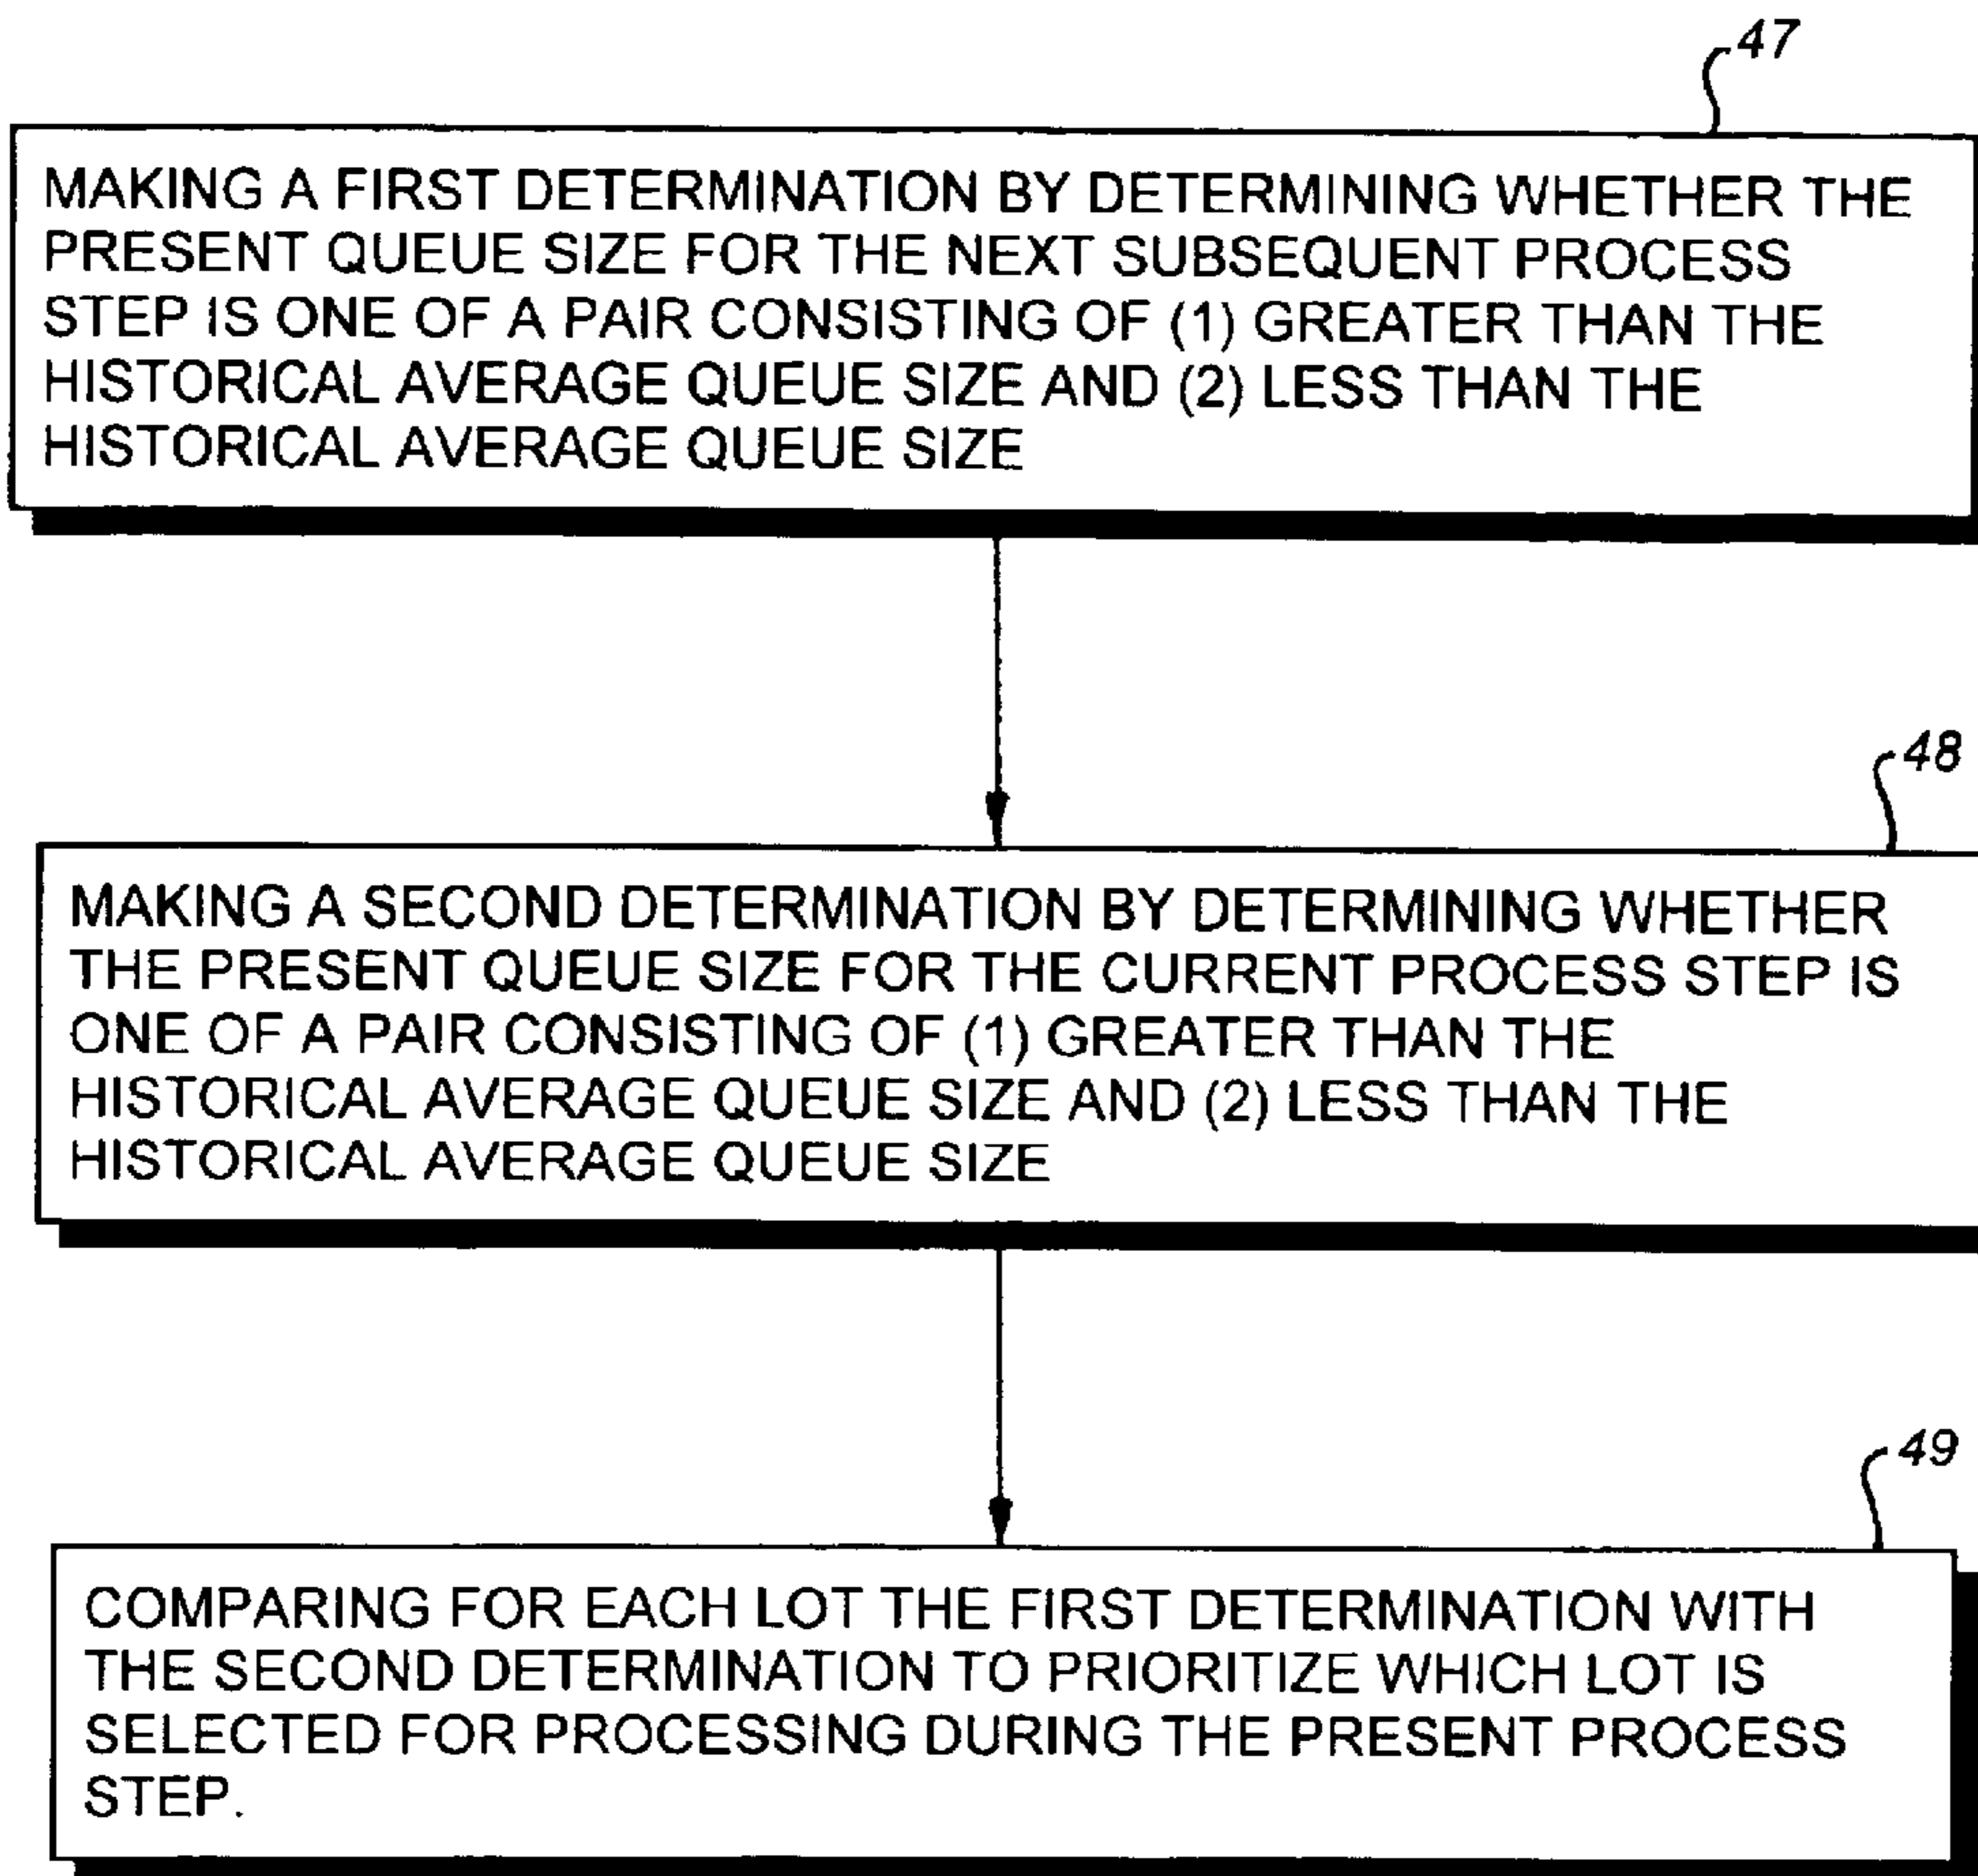 47
MAKING A FIRST DETERMINATION BY DETERMINING WHETHER THE
PRESENT QUEUE SIZE FOR THE NEXT SUBSEQUENT PROCESS
STEP IS ONE OF A PAIR CONSISTING OF (1) GREATER THAN THE
HISTORICAL AVERAGE QUEUE SIZE AND (2) LESS THAN THE
HISTORICAL AVERAGE QUEUE SIZE
48
MAKING A SECOND DETERMINATION BY DETERMINING WHETHER
THE PRESENT QUEUE SIZE FOR THE CURRENT PROCESS STEP IS
ONE OF A PAIR CONSISTING OF (1) GREATER THAN THE
HISTORICAL AVERAGE QUEUE SIZE AND (2) LESS THAN THE
HISTORICAL AVERAGE QUEUE SIZE
49
COMPARING FOR EACH LOT THE FIRST DETERMINATION WITH
THE SECOND DETERMINATION TO PRIORITIZE WHICH LOT IS
SELECTED FOR PROCESSING DURING THE PRESENT PROCESS
STEP.